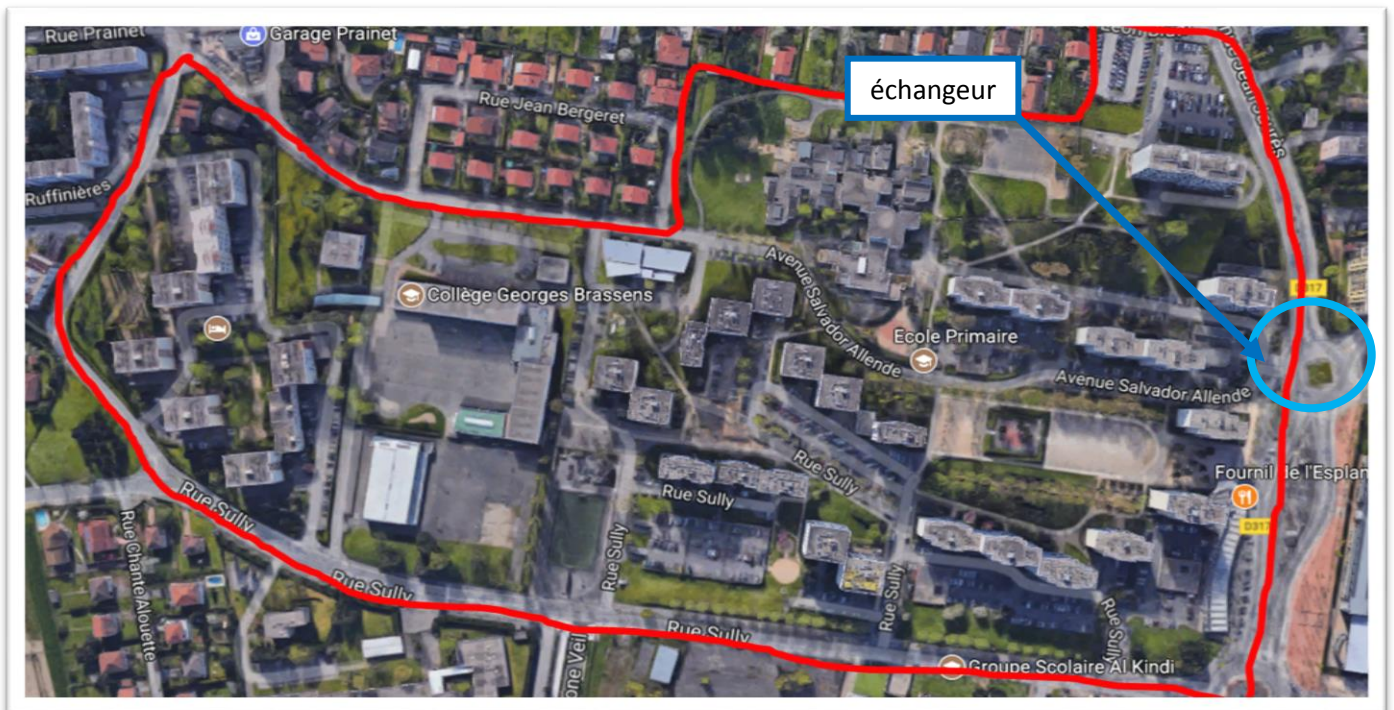 Rue Prainet
Garage Prainet
échangeur
Rue Jean Bergeret
Ruffinières
D317
Avenue Salvador Allende
Collège Georges Brassens
Ecole Primaire
Avenue Salvador Allende
Fournil de l'Esplan
Rue Sully
Rue Sully
Rue Sully
D317
Rue Chante Alouette
Rue Sully
Rue Sully
Rue Sully
Rue Sully
Rue Sully
Groupe Scolaire Al Kindi